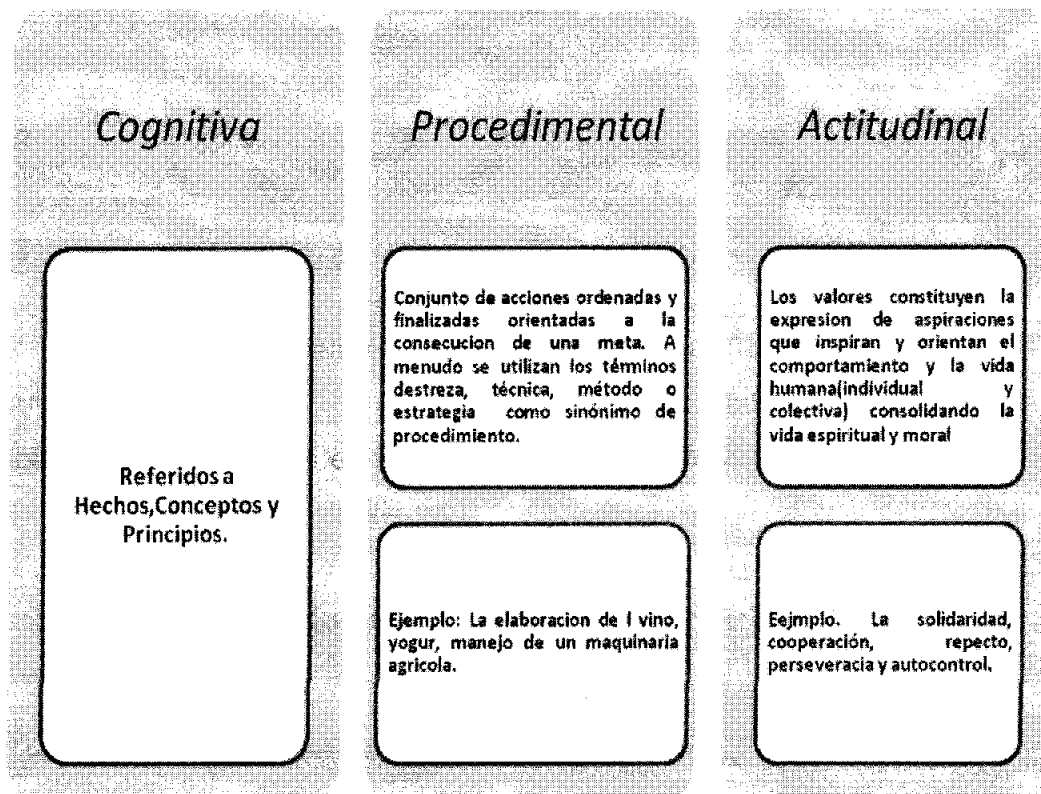 Cognitiva
Referidos a
Hechos,Conceptos y
Principios.
Procedimental
Conjunto de acciones ordenadas y
finalizadas orientadas a la
consecucion de una meta. A
menudo se utilizan los términos
destreza, técnica, método o
estrategia como sinónimo de
procedimiento.
Ejemplo: La elaboracion de l vino,
yogur, manejo de un maquinaria
agricola.
Actitudinal
Los valores constituyen la
expresion de aspiraciones
que inspiran y orientan el
comportamiento y la vida
humana(individual y
colectiva) consolidando la
vida espiritual y moral
Eejmplo. La solidaridad,
cooperación, repecto,
perseveracia y autocontrol.